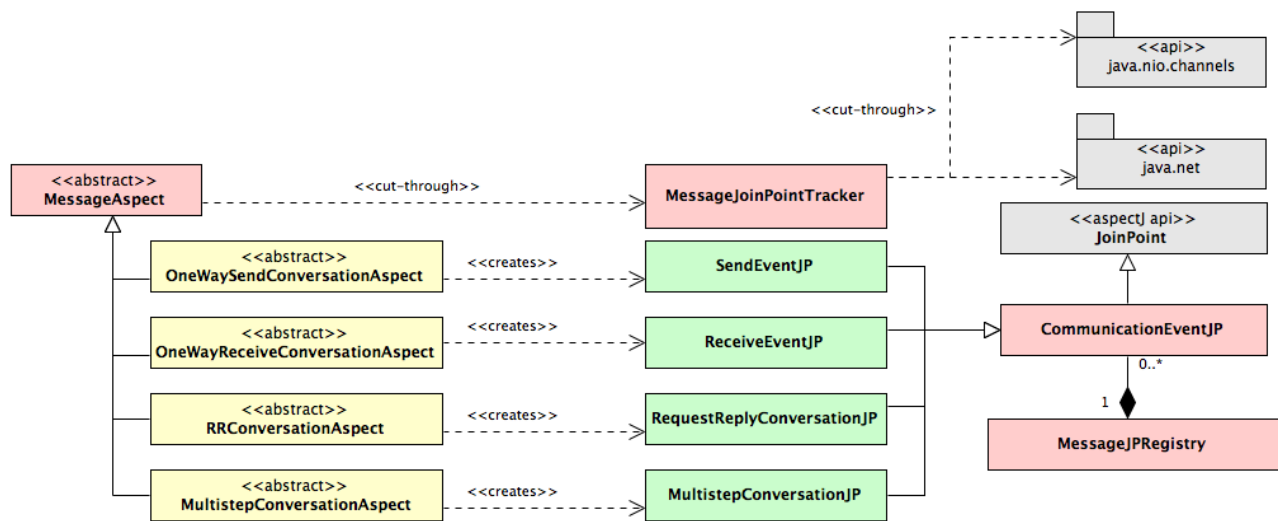 <<api>>
java.nio.channels
<<cut-through>>
<<api>>
java.net
<<abstract>>
MessageAspect
<<cut-through>>
MessageJoinPointTracker
<<aspectJ api>>
JoinPoint
<<abstract>>
OneWaySendConversationAspect
<<creates>>
SendEventJP
<<abstract>>
OneWayReceiveConversationAspect
<<creates>>
ReceiveEventJP
CommunicationEventJP
0..*
1
<<abstract>>
RRConversationAspect
<<creates>>
RequestReplyConversationJP
MessageJPRegistry
<<abstract>>
MultistepConversationAspect
<<creates>>
MultistepConversationJP